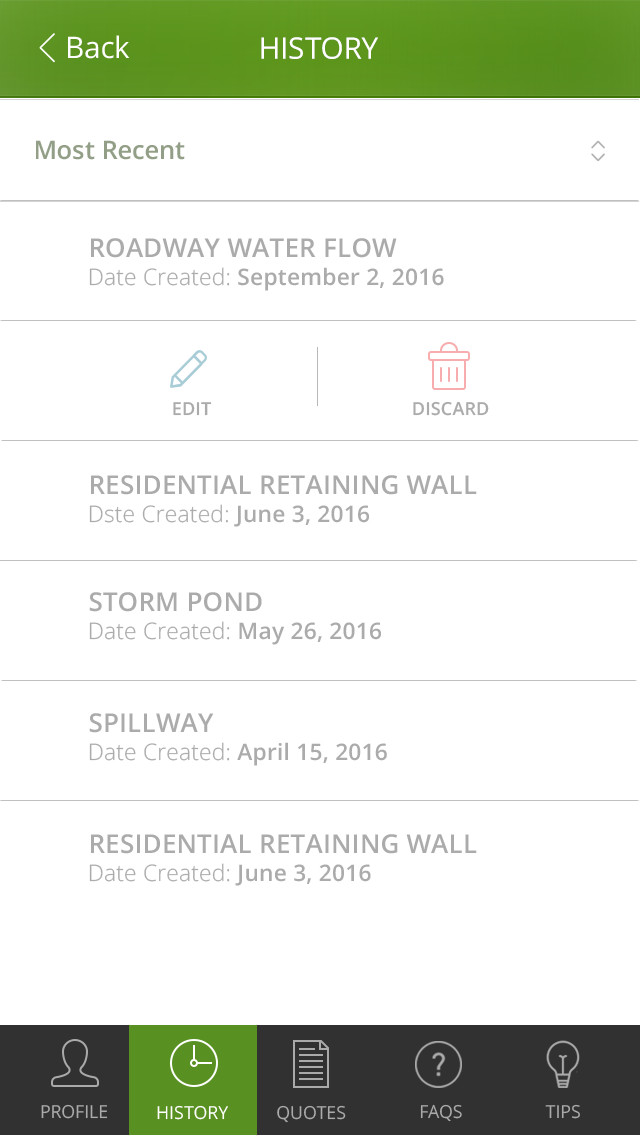 Back
HISTORY
Most Recent
ROADWAY WATER FLOW
Date Created: September 2, 2016
EDIT
DISCARD
RESIDENTIAL RETAINING WALL
Dste Created: June 3, 2016
STORM POND
Date Created: May 26, 2016
SPILLWAY
Date Created: April 15, 2016
RESIDENTIAL RETAINING WALL
Date Created: June 3, 2016
?
PROFILE
HISTORY
QUOTES
FAQS
TIPS